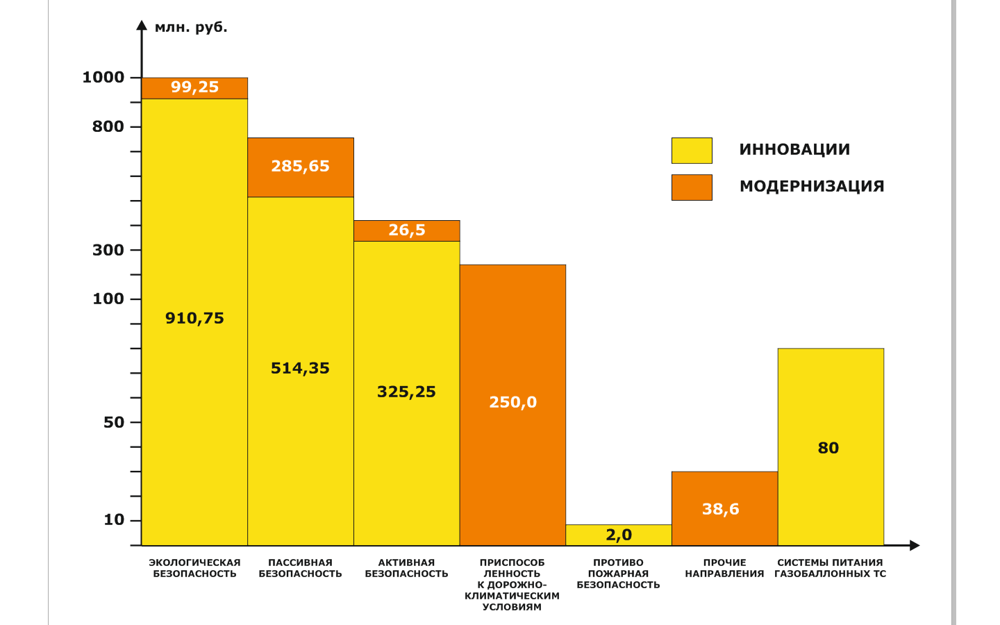 млн. руб.
1000
800
300
100
50
10
99,25
910,75
285,65
514,35
26,5
325,25
250,0
2,0
38,6
80
ИННОВАЦИИ
МОДЕРНИЗАЦИЯ
ЭКОЛОГИЧЕСКАЯ
БЕЗОПАСНОСТЬ
ПАССИВНАЯ
БЕЗОПАСНОСТЬ
АКТИВНАЯ
БЕЗОПАСНОСТЬ
ПРИСПОСОБ
ЛЕННОСТЬ
К ДОРОЖНО-
КЛИМАТИЧЕСКИМ
УСЛОВИЯМ
ПРОТИВО
ПОЖАРНАЯ
БЕЗОПАСНОСТЬ
ПРОЧИЕ
НАПРАВЛЕНИЯ
СИСТЕМЫ ПИТАНИЯ
ГАЗОБАЛЛОННЫХ ТС